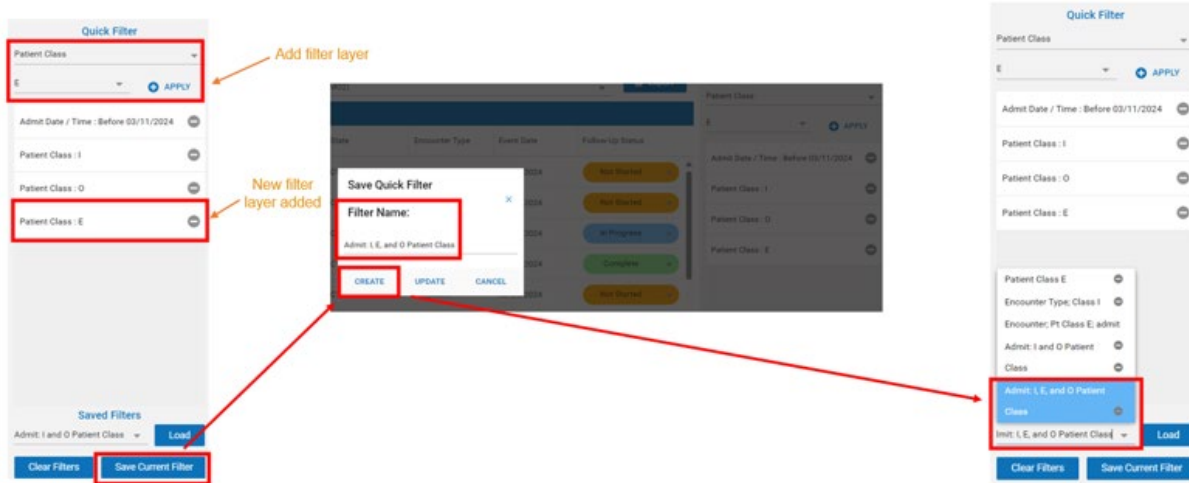 Quick Filter
Patient Class
E
APPLY
Admit Date / Time : Before 03/11/2024
Patient Class : I
Patient Class : O
Patient Class : E
Saved Filters
Admit: I and O Patient Class
Load
Clear Filters
Save Current Filter
Add filter layer
New filter
layer added
Patient Class
E
APPLY
Encounter Type
Event Date
Follow Up Status
Admit Date / Time : Before 03/11/2024
2024
Not Started
Patient Class : I
2024
Not Started
Patient Class : O
2024
In Progress
Patient Class : E
2024
Complete
2024
Not Started
Save Quick Filter
×
Filter Name:
Admit: I, E, and O Patient Class
CREATE
UPDATE
CANCEL
Quick Filter
Patient Class
E
APPLY
Admit Date / Time : Before 03/11/2024
Patient Class : I
Patient Class : O
Patient Class : E
Patient Class E
Encounter Type; Class I
Encounter; Pt Class E; admit
Admit: I and O Patient
Class
Admit: I, E, and O Patient
Class
lmit: I, E, and O Patient Class
Load
Clear Filters
Save Current Filter